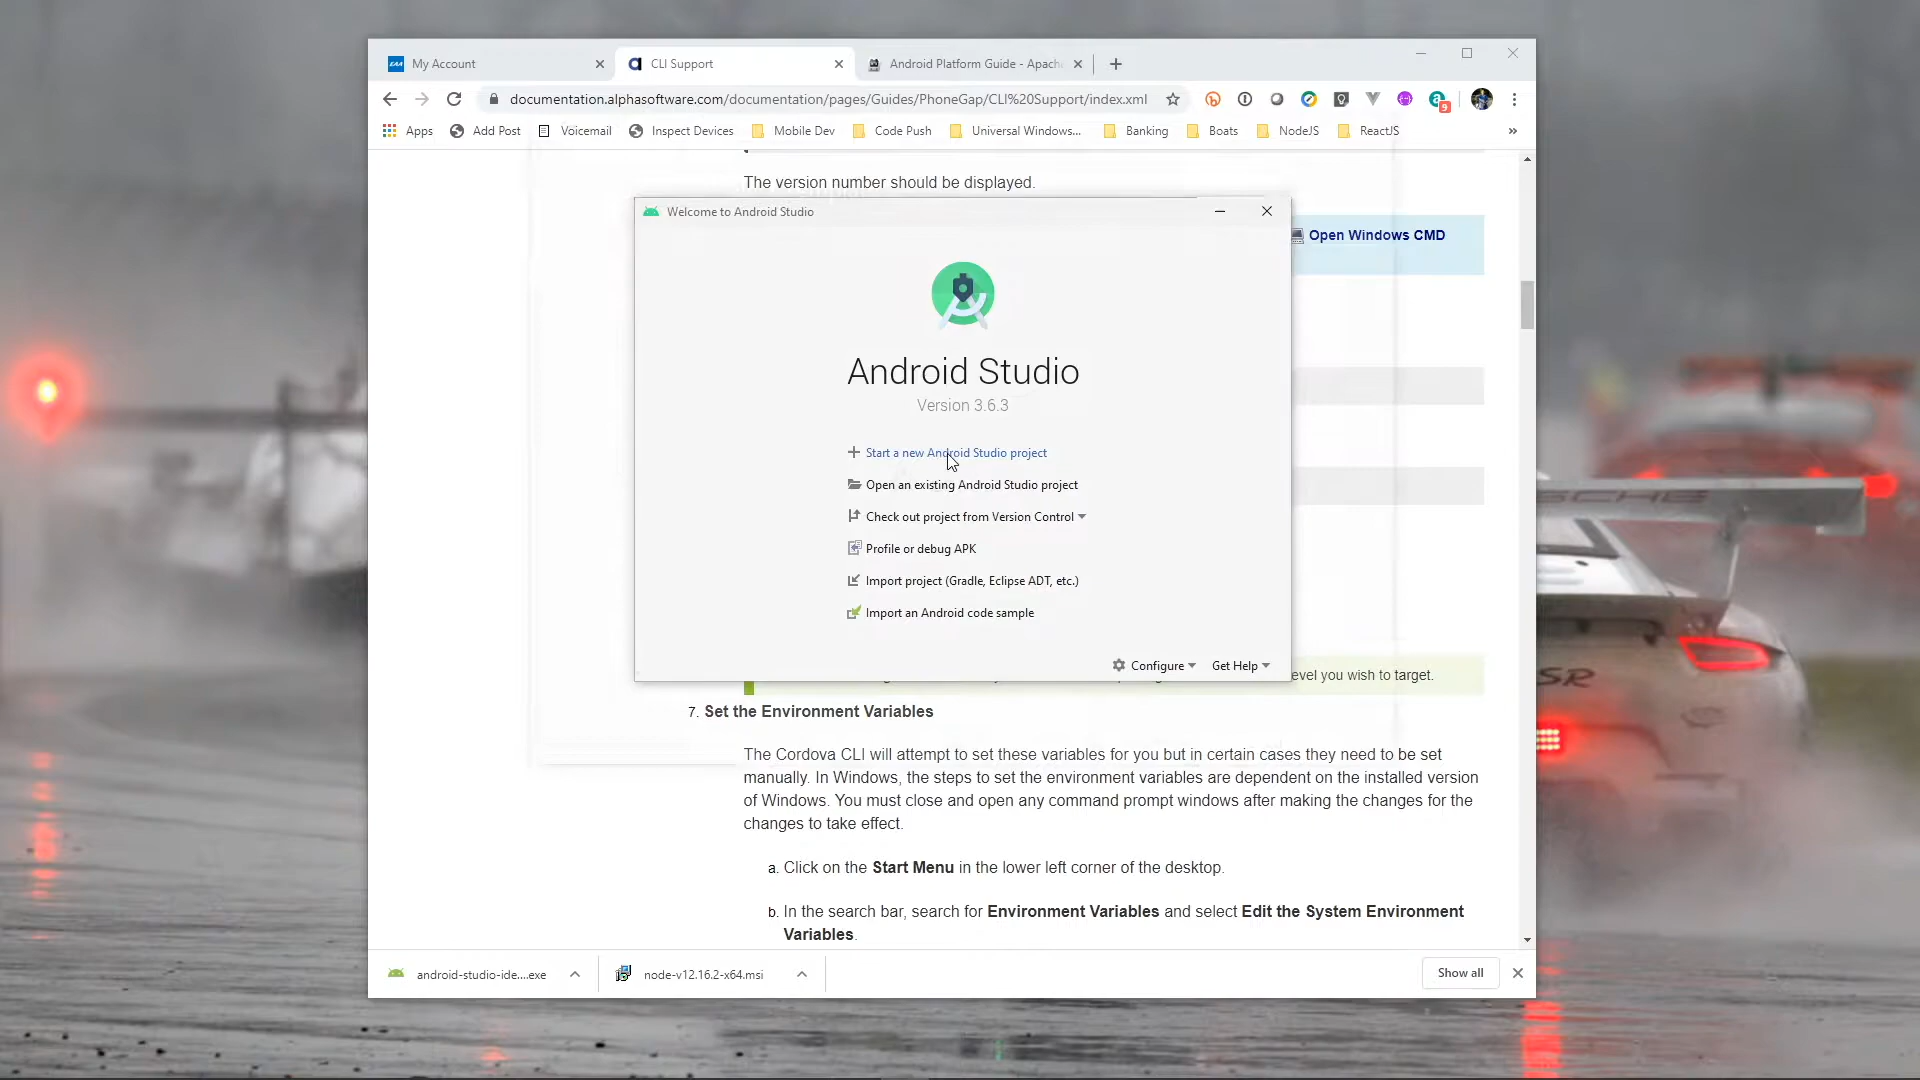 My Account
CLI Support
Android Platform Guide - Apache
documentation.alphasoftware.com/documentation/pages/Guides/PhoneGap/CLI%20Support/index.xml
9
Apps
Add Post
Voicemail
Inspect Devices
Mobile Dev
Code Push
Universal Windows...
Banking
Boats
NodeJS
ReactJS
»
The version number should be displayed.
Welcome to Android Studio
Open Windows CMD
Android Studio
Version 3.6.3
Start a new Android Studio project
Open an existing Android Studio project
Check out project from Version Control
Profile or debug APK
Import project (Gradle, Eclipse ADT, etc.)
Import an Android code sample
Configure
Get Help
evel you wish to target.
7. Set the Environment Variables
The Cordova CLI will attempt to set these variables for you but in certain cases they need to be set
manually. In Windows, the steps to set the environment variables are dependent on the installed version
of Windows. You must close and open any command prompt windows after making the changes for the
changes to take effect.
a. Click on the Start Menu in the lower left corner of the desktop.
b. In the search bar, search for Environment Variables and select Edit the System Environment
Variables.
android-studio-ide....exe
node-v12.16.2-x64.msi
Show all